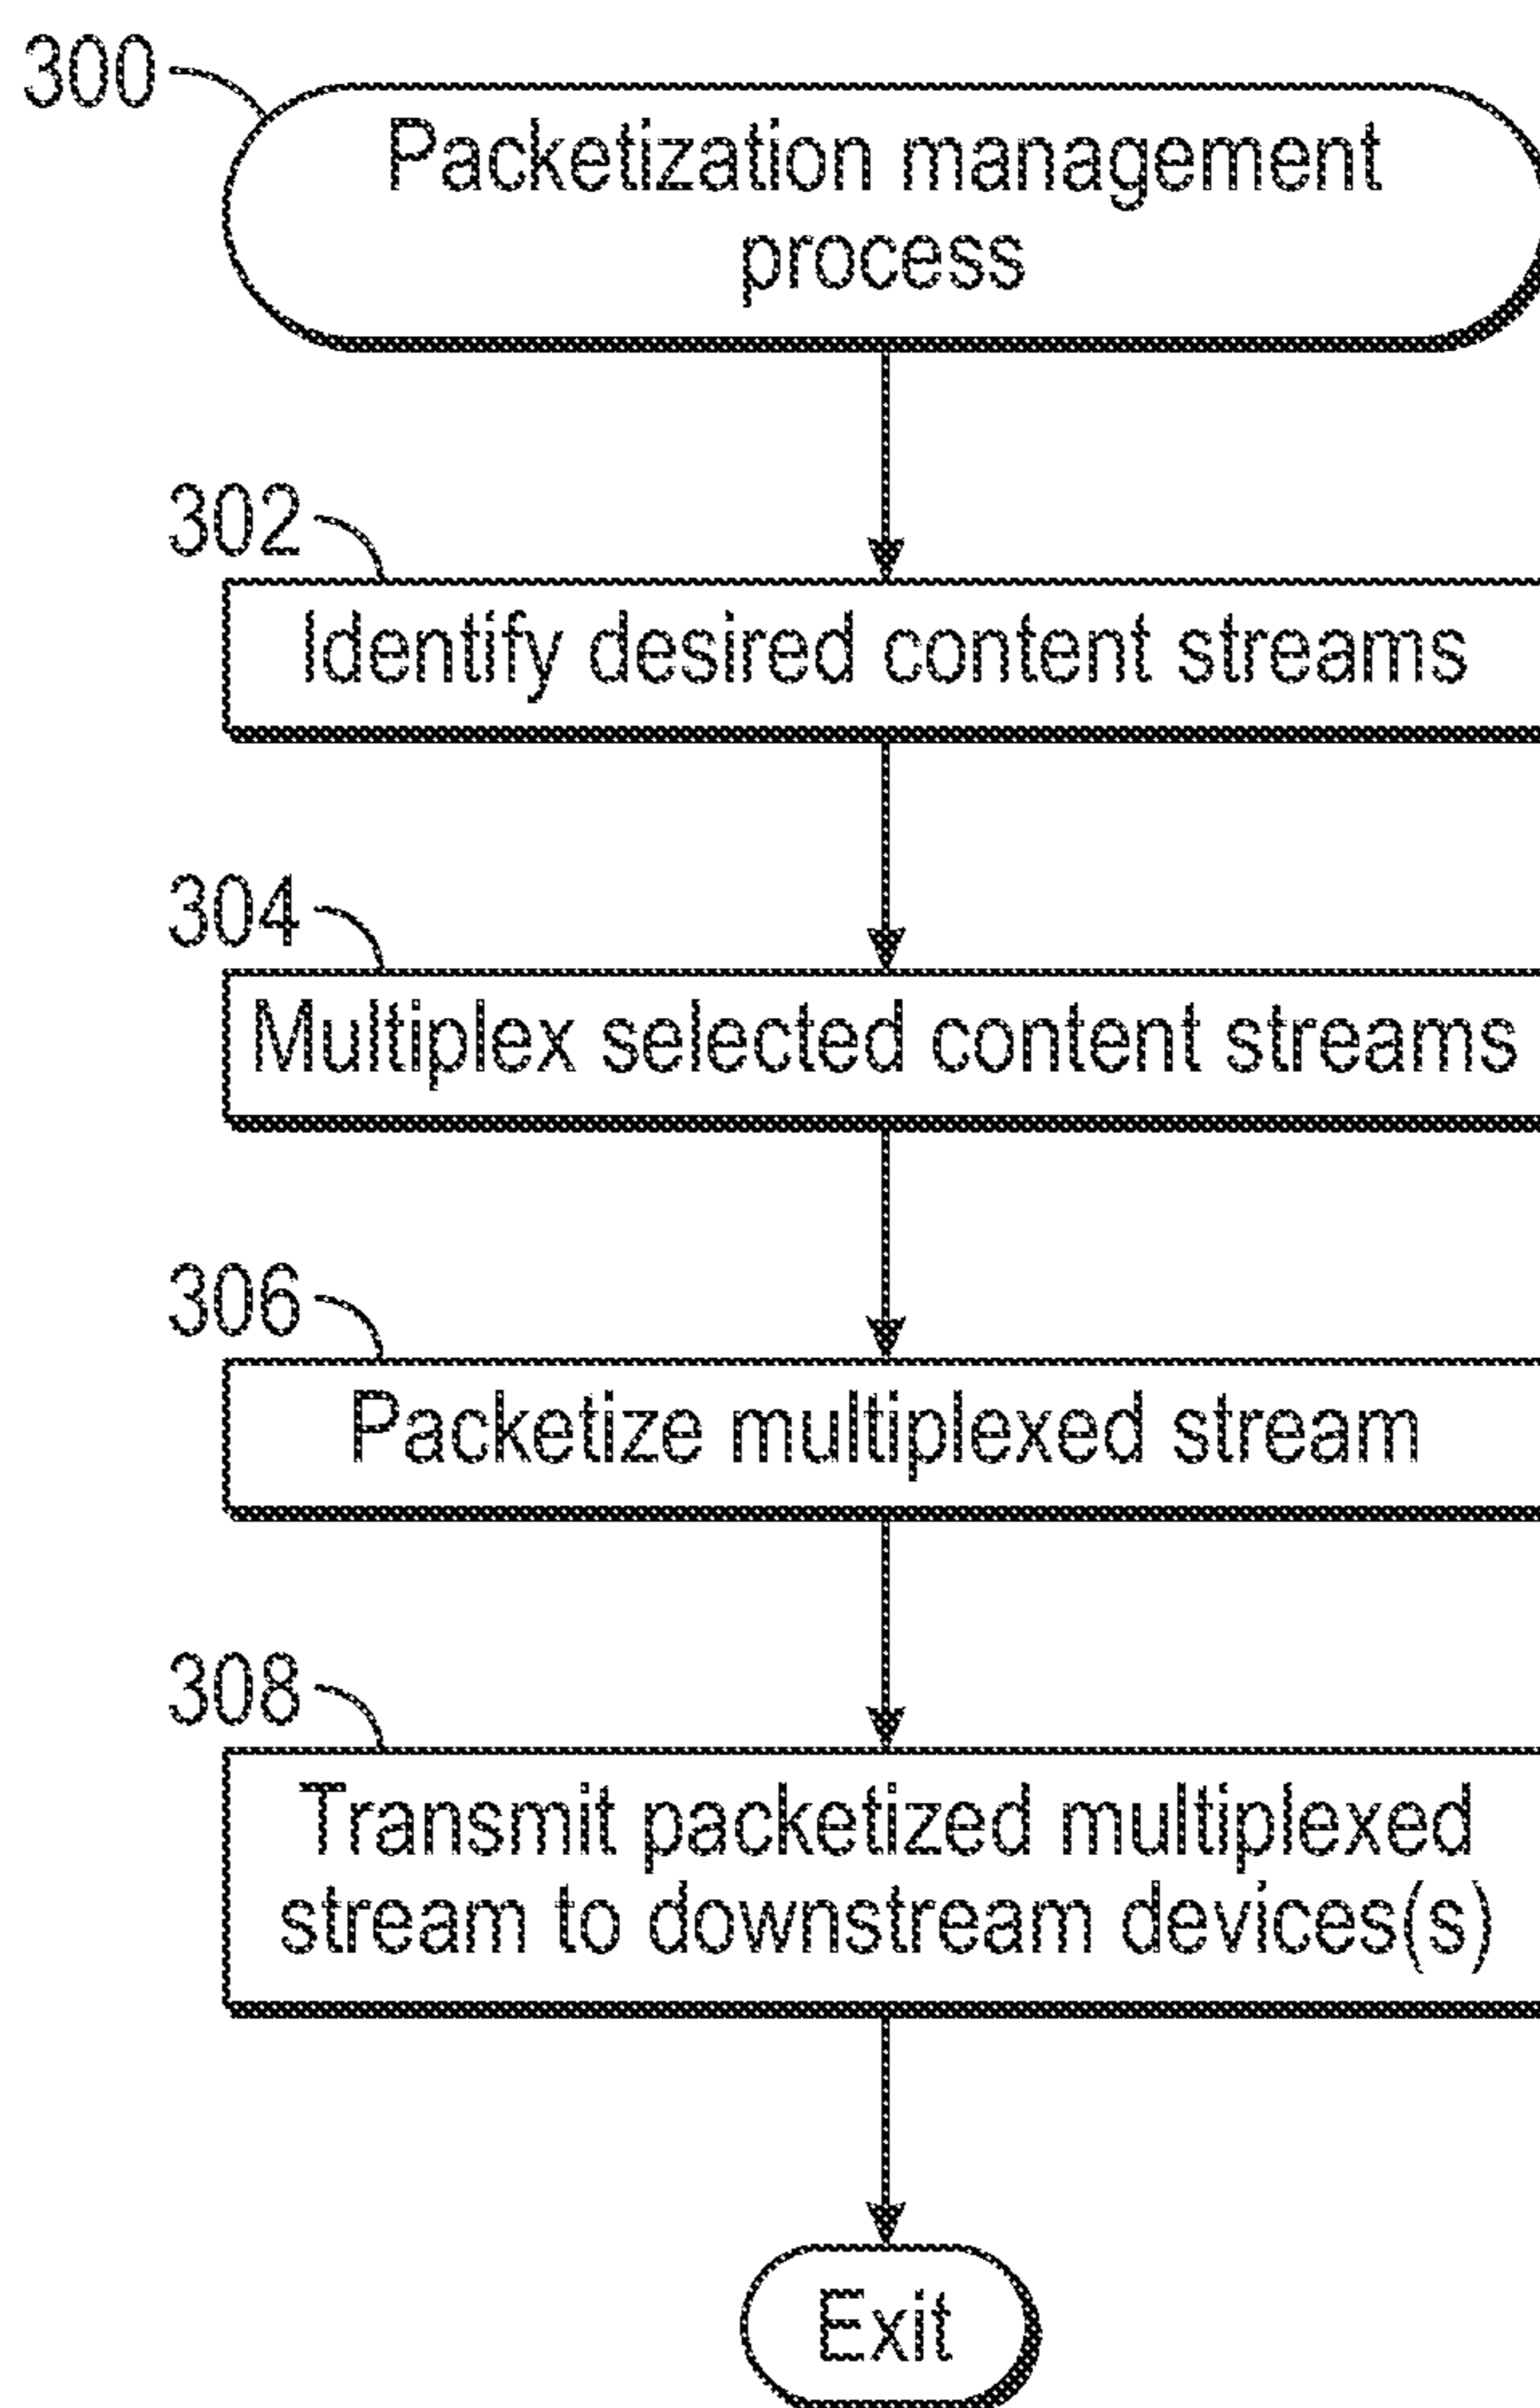 300
Packetization management
process
302
Identify desired content streams
304
Multiplex selected content streams
306
Packetize multiplexed stream
308
Transmit packetized multiplexed
stream to downstream devices(s)
Exit